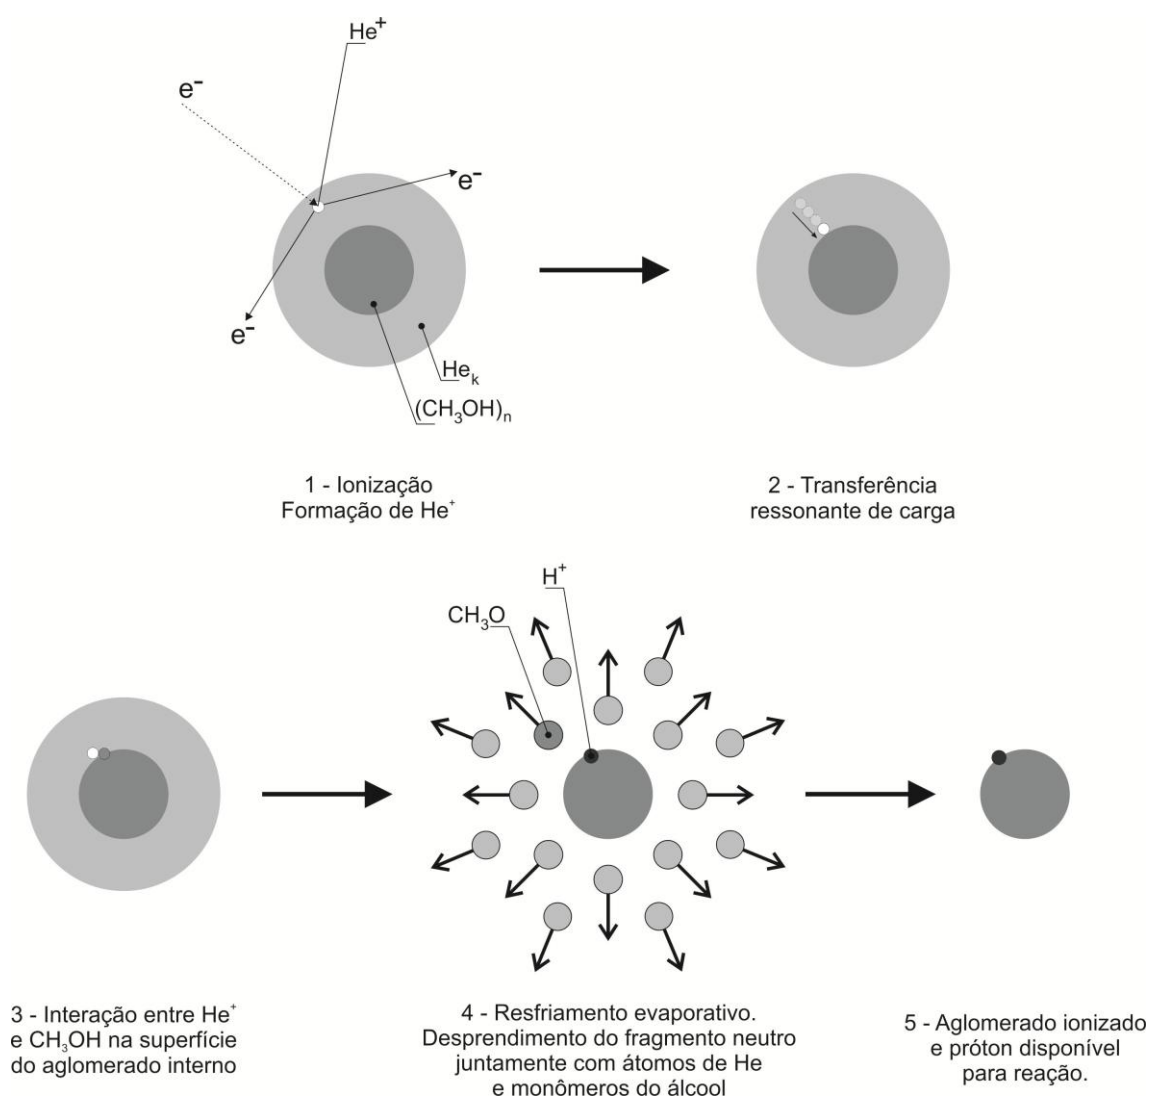 He⁺
e⁻
e⁻
e⁻
Heₖ
(CH₃OH)ₙ
1 - Ionização
Formação de He⁺
2 - Transferência
ressonante de carga
H⁺
CH₃O
3 - Interação entre He⁺
e CH₃OH na superfície
do aglomerado interno
4 - Resfriamento evaporativo.
Desprendimento do fragmento neutro
juntamente com átomos de He
e monômeros do álcool
5 - Aglomerado ionizado
e próton disponível
para reação.